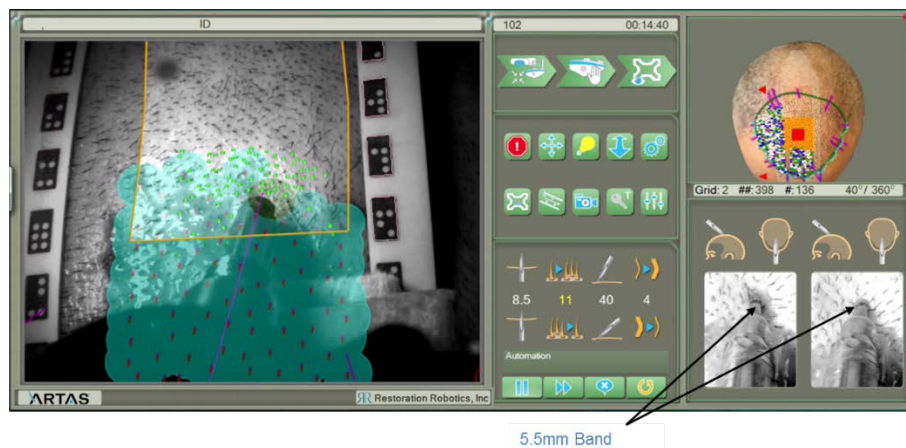 ID
102 00:14:40
Grid: 2 ##: 398 #: 136 40°/ 360°
8.5 11 40 4
Automation
ARTAS
RR Restoration Robotics, Inc
5.5mm Band